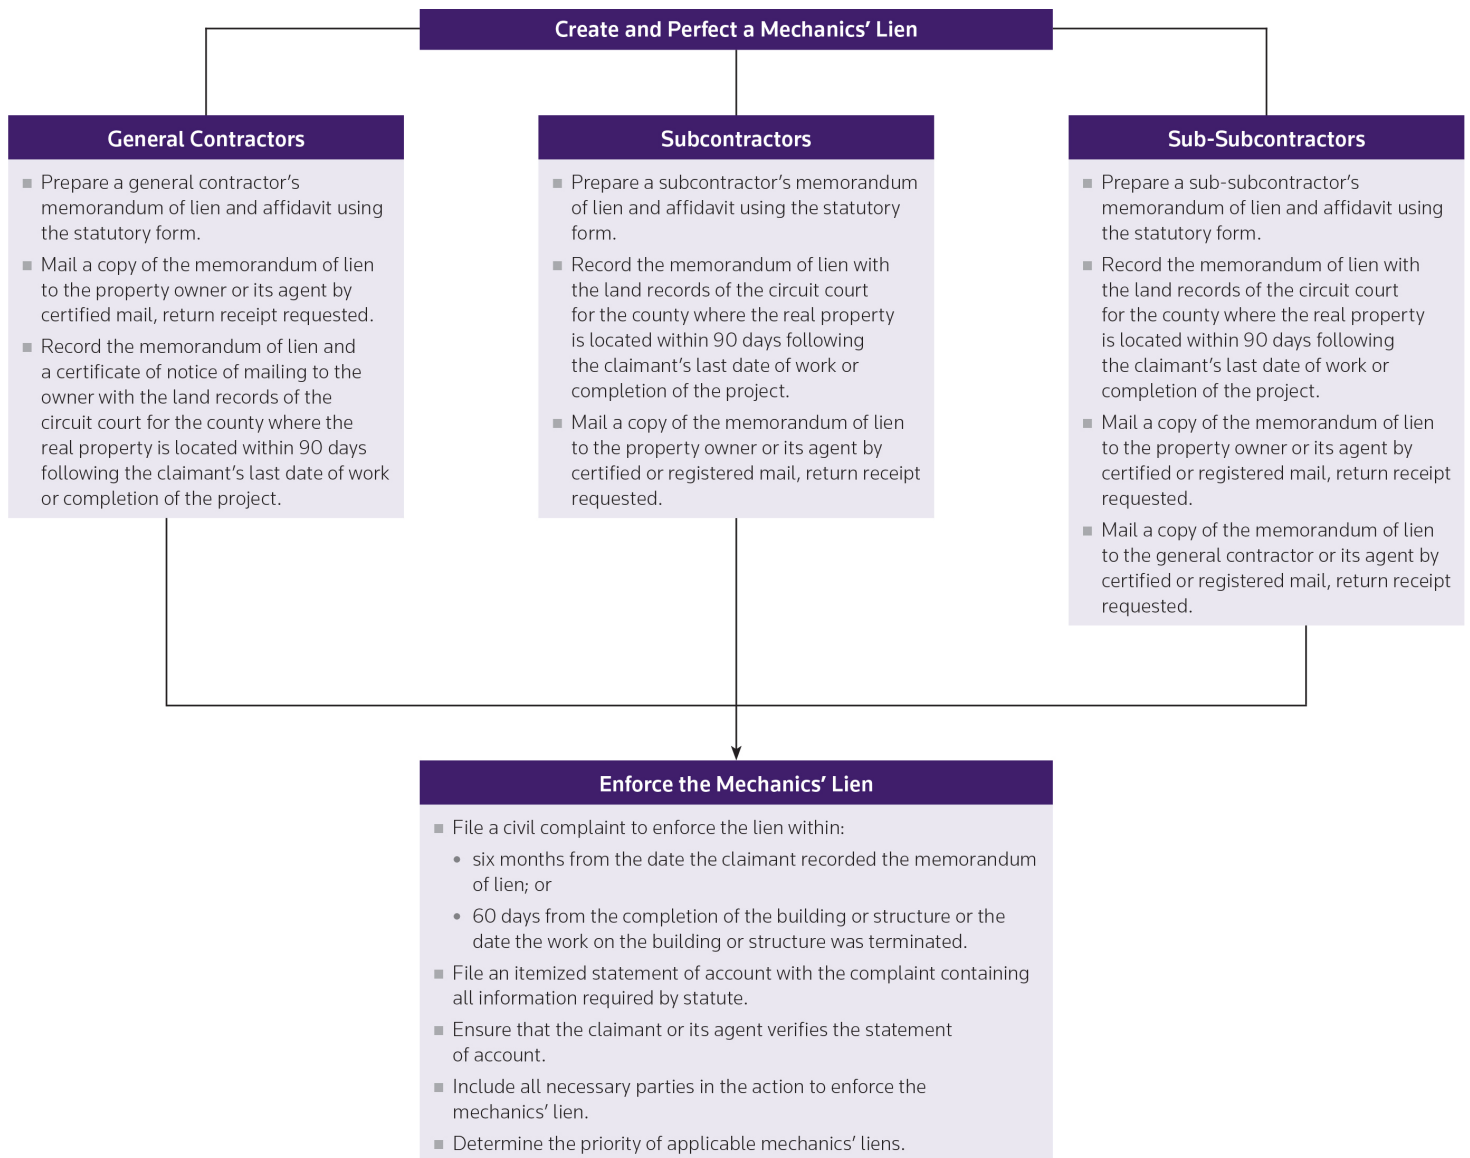 Create and Perfect a Mechanics’ Lien
General Contractors
■ Prepare a general contractor’s
memorandum of lien and affidavit using
the statutory form.
■ Mail a copy of the memorandum of lien
to the property owner or its agent by
certified mail, return receipt requested.
■ Record the memorandum of lien and
a certificate of notice of mailing to the
owner with the land records of the
circuit court for the county where the
real property is located within 90 days
following the claimant’s last date of work
or completion of the project.
Subcontractors
■ Prepare a subcontractor’s memorandum
of lien and affidavit using the statutory
form.
■ Record the memorandum of lien with
the land records of the circuit court
for the county where the real property
is located within 90 days following
the claimant’s last date of work or
completion of the project.
■ Mail a copy of the memorandum of lien
to the property owner or its agent by
certified or registered mail, return receipt
requested.
Sub-Subcontractors
■ Prepare a sub-subcontractor’s
memorandum of lien and affidavit using
the statutory form.
■ Record the memorandum of lien with
the land records of the circuit court
for the county where the real property
is located within 90 days following
the claimant’s last date of work or
completion of the project.
■ Mail a copy of the memorandum of lien
to the property owner or its agent by
certified or registered mail, return receipt
requested.
■ Mail a copy of the memorandum of lien
to the general contractor or its agent by
certified or registered mail, return receipt
requested.
Enforce the Mechanics’ Lien
■ File a civil complaint to enforce the lien within:
• six months from the date the claimant recorded the memorandum
of lien; or
• 60 days from the completion of the building or structure or the
date the work on the building or structure was terminated.
■ File an itemized statement of account with the complaint containing
all information required by statute.
■ Ensure that the claimant or its agent verifies the statement
of account.
■ Include all necessary parties in the action to enforce the
mechanics’ lien.
■ Determine the priority of applicable mechanics’ liens.